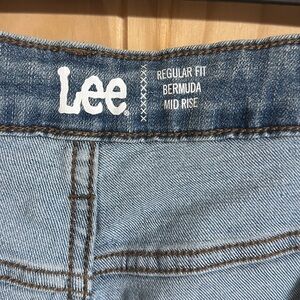 Lee
REGULAR FIT
BERMUDA
MID RISE